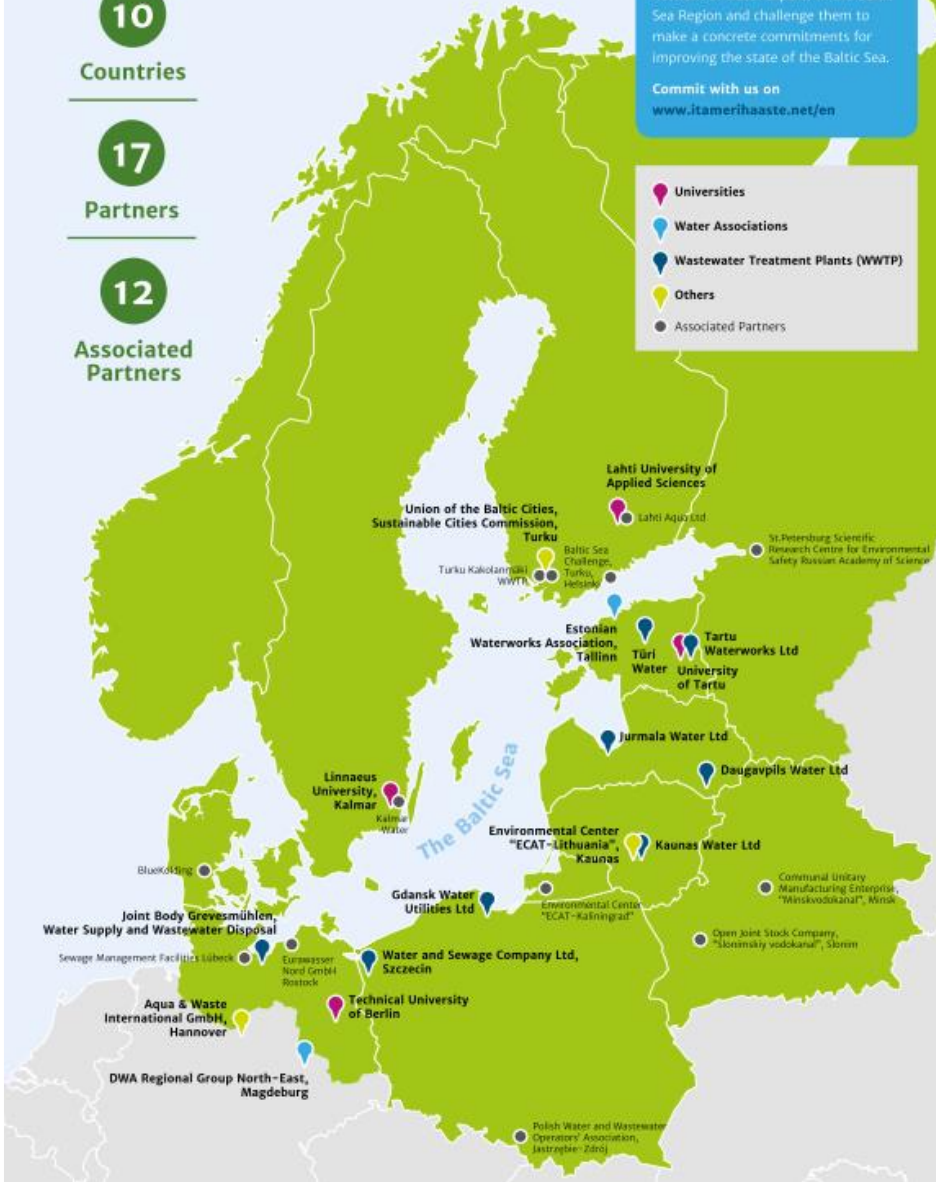 10
Countries
17
Partners
12
Associated
Partners
Sea Region and challenge them to
make a concrete commitments for
improving the state of the Baltic Sea.
Commit with us on
www.itamerihaaste.net/en
Universities
Water Associations
Wastewater Treatment Plants (WWTP)
Others
Associated Partners
Lahti University of
Applied Sciences
Lahti Aqua Ltd
Union of the Baltic Cities,
Sustainable Cities Commission,
Turku
Turku Kakolanmäki
WWTP
Baltic Sea
Challenge,
Turku,
Helsinki
St.Petersburg Scientific
Research Centre for Environmental
Safety Russian Academy of Science
Estonian
Waterworks Association,
Tallinn
Türi
Water
Tartu
Waterworks Ltd
University
of Tartu
Jurmala Water Ltd
Daugavpils Water Ltd
Linnaeus
University,
Kalmar
Kalmar
Water
The Baltic Sea
Environmental Center
"ECAT-Lithuania",
Kaunas
Kaunas Water Ltd
BlueKolding
Gdansk Water
Utilities Ltd
Environmental Center
"ECAT-Kaliningrad"
Communal Unitary
Manufacturing Enterprise,
"Minskvodokanal", Minsk
Open Joint Stock Company,
"Slonimskiy vodokanal", Slonim
Joint Body Grevesmühlen,
Water Supply and Wastewater Disposal
Sewage Management Facilities Lübeck
Eurawasser
Nord GmbH
Rostock
Water and Sewage Company Ltd,
Szczecin
Technical University
of Berlin
Aqua & Waste
International GmbH,
Hannover
DWA Regional Group North-East,
Magdeburg
Polish Water and Wastewater
Operators' Association,
Jastrzębie-Zdrój